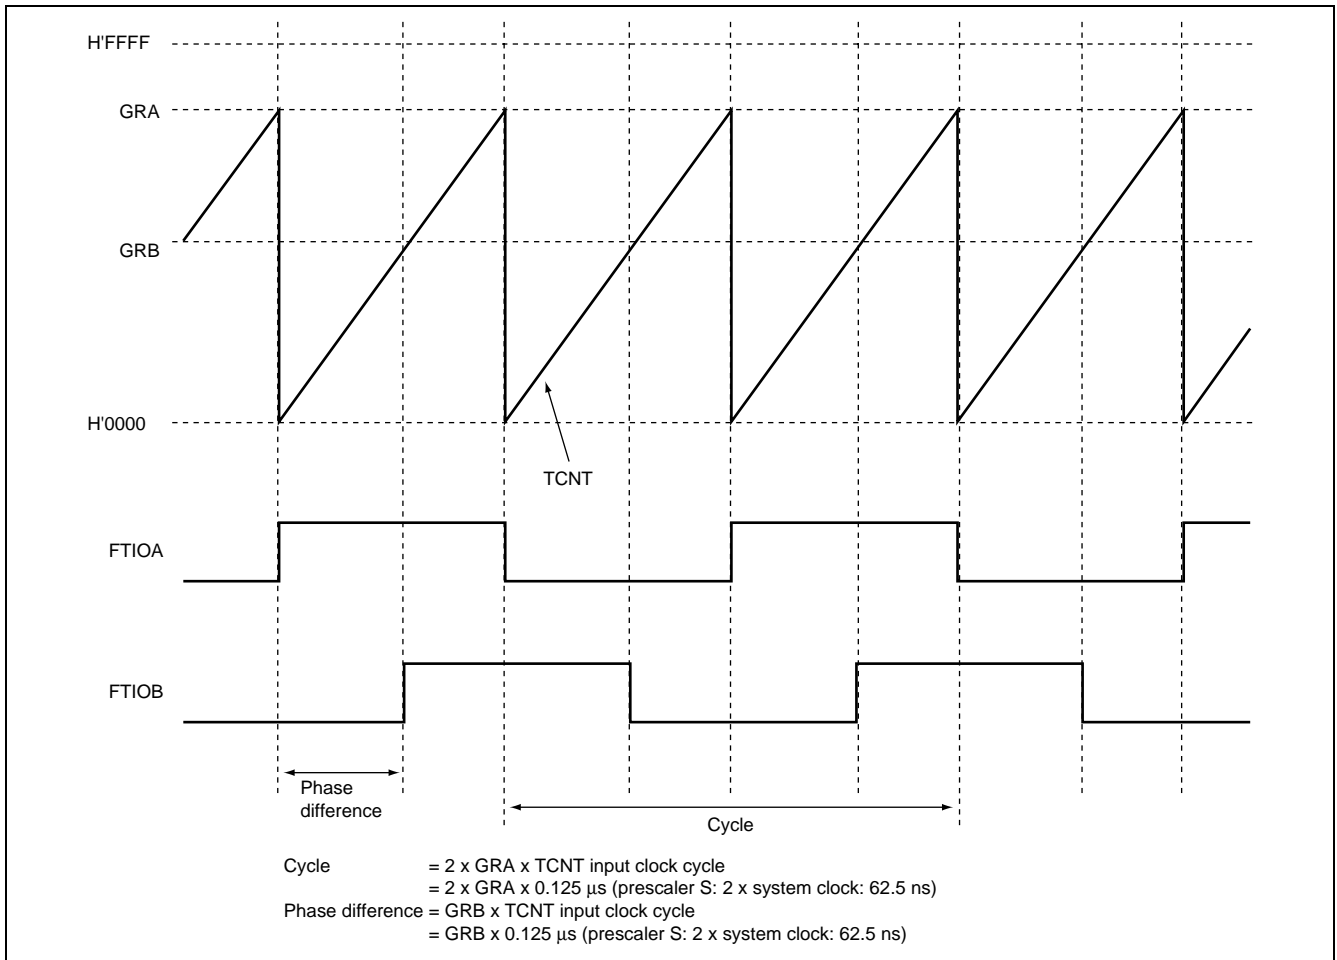 H'FFFF
GRA
GRB
H'0000
TCNT
FTIOA
FTIOB
Phase
difference
Cycle
Cycle = 2 x GRA x TCNT input clock cycle
= 2 x GRA x 0.125 μs (prescaler S: 2 x system clock: 62.5 ns)
Phase difference = GRB x TCNT input clock cycle
= GRB x 0.125 μs (prescaler S: 2 x system clock: 62.5 ns)